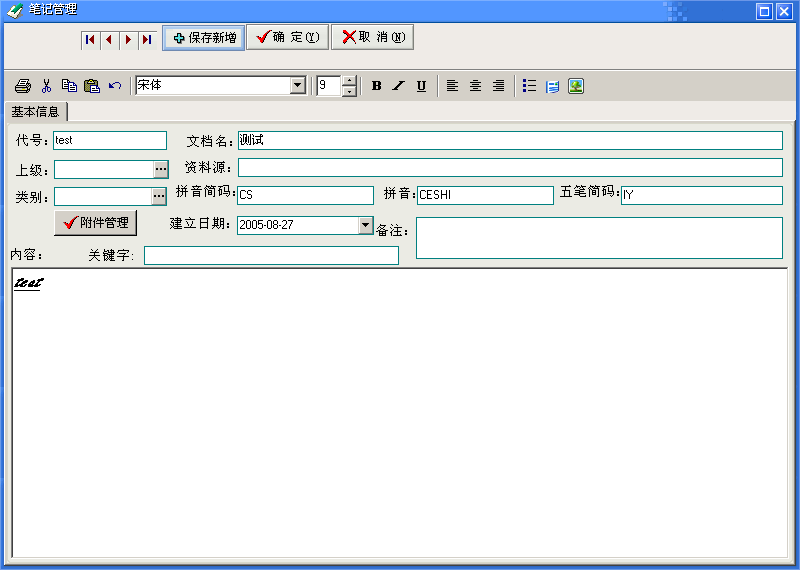 笔记管理
保存新增 确 定(Y) 取 消(N)
宋体 9 B I U
基本信息
代号: test 文档名: 测试
上级: 资料源:
类别: 拼音简码: CS 拼音: CESHI 五笔简码: IY
附件管理 建立日期: 2005-08-27 备注:
内容: 关键字:
test